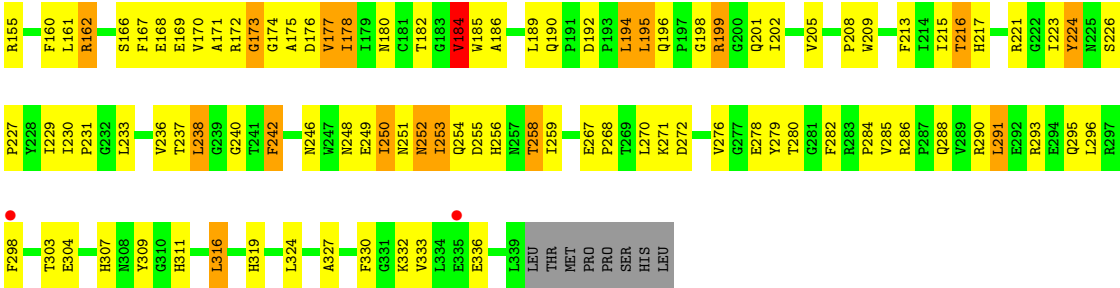 R155 F160 L161 R162 S166 F167 E168 E169 V170 A171 R172 G173 G174 A175 D176 V177 I178 I179 N180 C181 T182 G183 V184 W185 A186 L189 Q190 P191 D192 P193 L194 L195 Q196 P197 G198 R199 G200 Q201 I202 V205 P208 W209 F213 I214 I215 T216 H217 R221 G222 I223 Y224 N225 S226
P227 Y228 I229 I230 P231 G232 L233 V236 T237 L238 G239 G240 T241 F242 N246 W247 N248 E249 I250 N251 N252 I253 Q254 D255 H256 N257 T258 I259 E267 P268 T269 L270 K271 D272 V276 G277 E278 Y279 T280 G281 F282 R283 P284 V285 R286 P287 Q288 V289 R290 L291 E292 R293 E294 Q295 L296 R297
F298 T303 E304 H307 N308 Y309 G310 H311 L316 H319 L324 A327 F330 G331 K332 V333 L334 E335 E336 L339 LEU THR MET PRO PRO SER HIS LEU